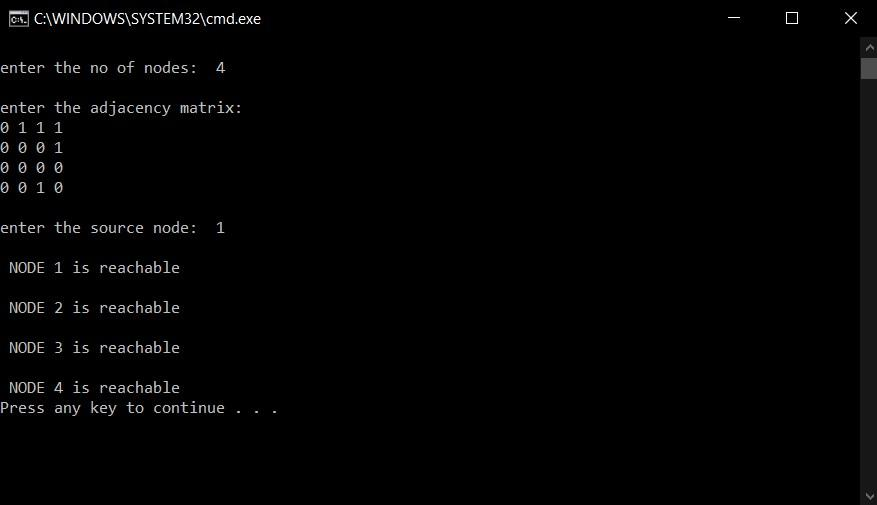 C:\WINDOWS\SYSTEM32\cmd.exe
enter the no of nodes:  4
enter the adjacency matrix:
0 1 1 1
0 0 0 1
0 0 0 0
0 0 1 0
enter the source node:  1
NODE 1 is reachable
NODE 2 is reachable
NODE 3 is reachable
NODE 4 is reachable
Press any key to continue . . .